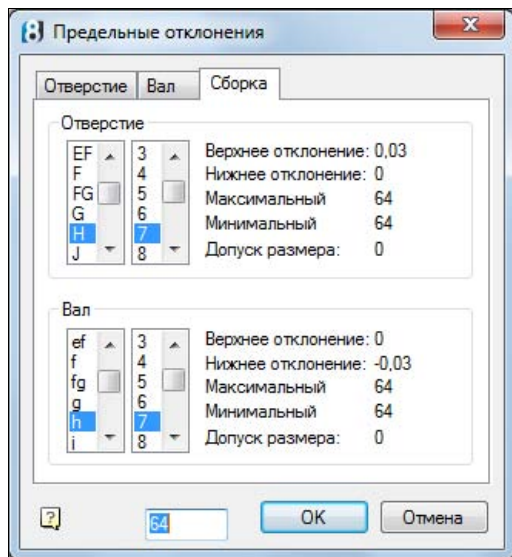 Предельные отклонения
Отверстие Вал Сборка
Отверстие
EF 3 Верхнее отклонение: 0,03
F 4 Нижнее отклонение: 0
FG 5 Максимальный 64
G 6 Минимальный 64
H 7 Допуск размера: 0
J 8
Вал
ef 3 Верхнее отклонение: 0
f 4 Нижнее отклонение: -0,03
fg 5 Максимальный 64
g 6 Минимальный 64
h 7 Допуск размера: 0
i 8
? 64 OK Отмена